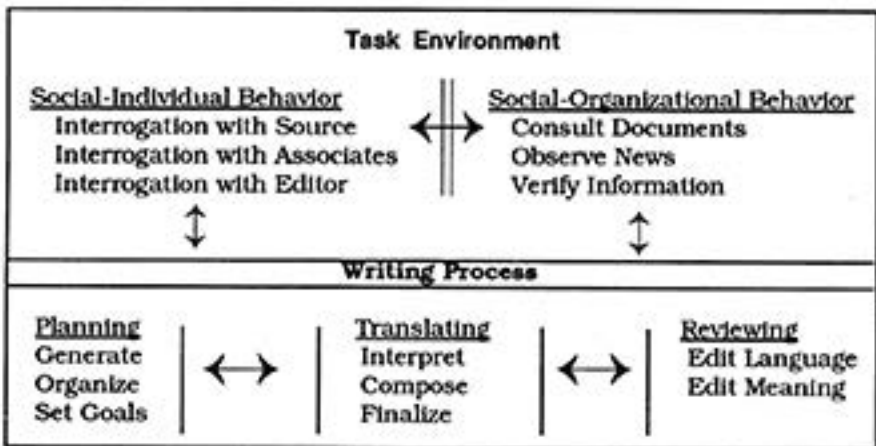 Task Environment
Social-Individual Behavior
Interrogation with Source
Interrogation with Associates
Interrogation with Editor
Social-Organizational Behavior
Consult Documents
Observe News
Verify Information
Writing Process
Planning
Generate
Organize
Set Goals
Translating
Interpret
Compose
Finalize
Reviewing
Edit Language
Edit Meaning